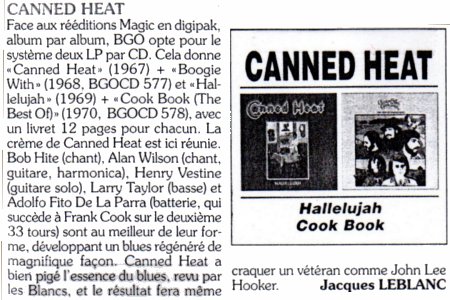 CANNED HEAT
Face aux rééditions Magic en digipak,
album par album, BGO opte pour le
système deux LP par CD. Cela donne
«Canned Heat» (1967) + «Boogie
With» (1968, BGOCD 577) et «Hal-
lelujah» (1969) + «Cook Book (The
Best Of)» (1970, BGOCD 578), avec
un livret 12 pages pour chacun. La
crème de Canned Heat est ici réunie.
Bob Hite (chant), Alan Wilson (chant,
guitare, harmonica), Henry Vestine
(guitare solo), Larry Taylor (basse) et
Adolfo Fito De La Parra (batterie, qui
succède à Frank Cook sur le deuxième
33 tours) sont au meilleur de leur for-
me, développant un blues régénéré de
magnifique façon. Canned Heat a
bien pigé l'essence du blues, revu par
les Blancs, et le résultat fera même
CANNED HEAT
Canned Heat
Hallelujah
Cook Book
craquer un vétéran comme John Lee
Hooker. Jacques LEBLANC